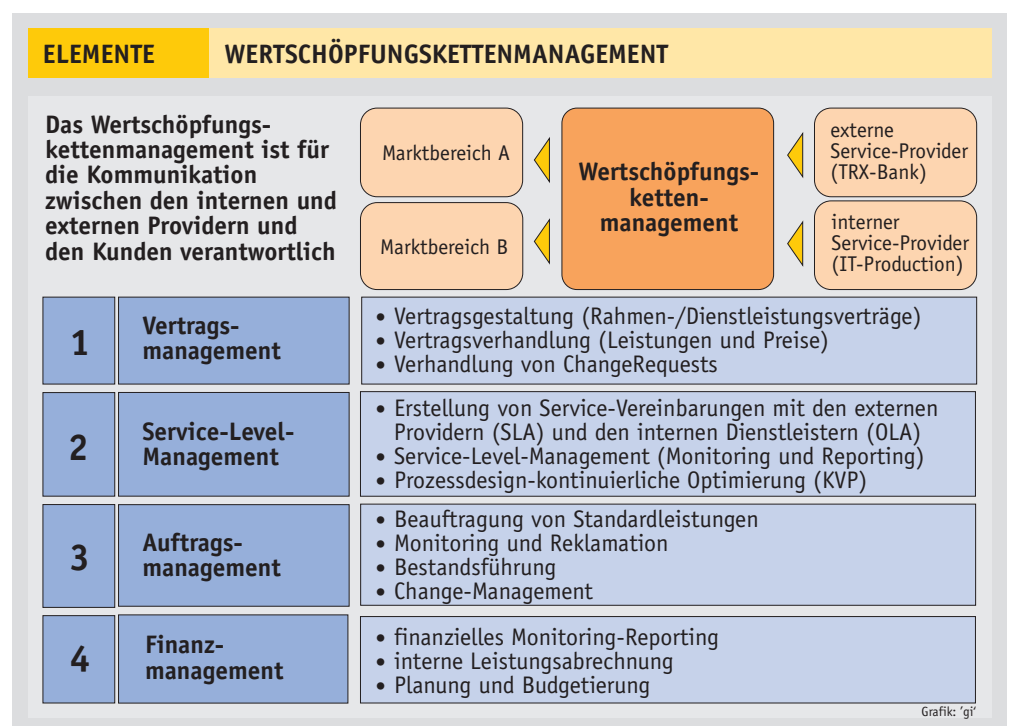 ELEMENTE WERTSCHÖPFUNGSKETTENMANAGEMENT
Das Wertschöpfungs-
kettenmanagement ist für
die Kommunikation
zwischen den internen und
externen Providern und
den Kunden verantwortlich
Marktbereich A
Marktbereich B
Wertschöpfungs-
ketten-
management
externe
Service-Provider
(TRX-Bank)
interner
Service-Provider
(IT-Production)
1
Vertrags-
management
• Vertragsgestaltung (Rahmen-/Dienstleistungsverträge)
• Vertragsverhandlung (Leistungen und Preise)
• Verhandlung von ChangeRequests
2
Service-Level-
Management
• Erstellung von Service-Vereinbarungen mit den externen
Providern (SLA) und den internen Dienstleistern (OLA)
• Service-Level-Management (Monitoring und Reporting)
• Prozessdesign-kontinuierliche Optimierung (KVP)
3
Auftrags-
management
• Beauftragung von Standardleistungen
• Monitoring und Reklamation
• Bestandsführung
• Change-Management
4
Finanz-
management
• finanzielles Monitoring-Reporting
• interne Leistungsabrechnung
• Planung und Budgetierung
Grafik: 'gi'